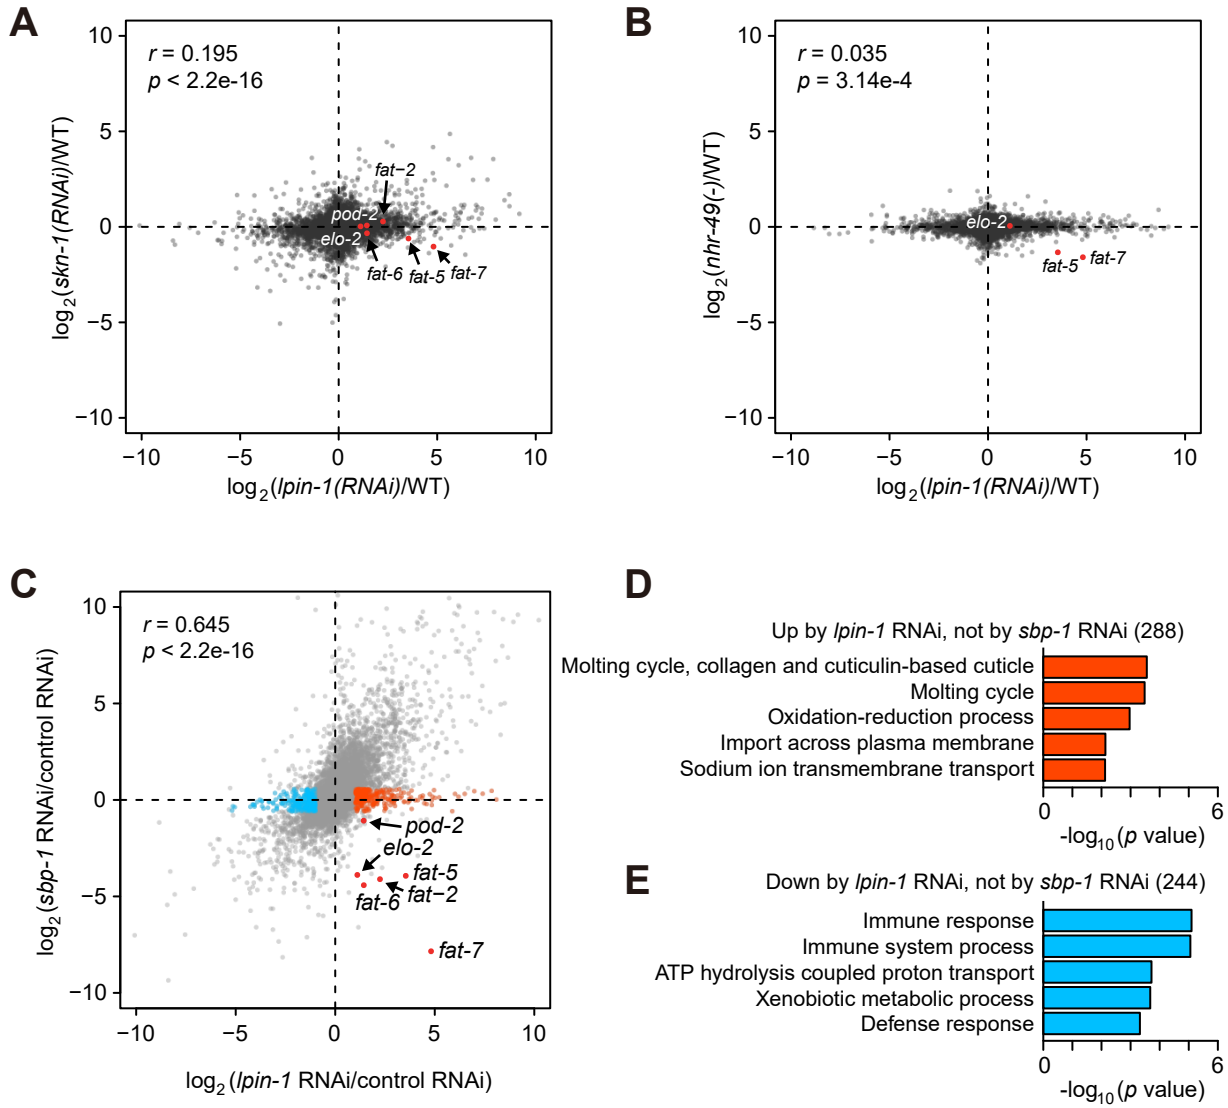 A
r = 0.195
p < 2.2e-16
10
5
0
−5
−10
log2(skn-1(RNAi)/WT)
fat−2
pod-2
elo-2
fat-6
fat-5
fat-7
−10
−5
0
5
10
log2(lpin-1(RNAi)/WT)
B
r = 0.035
p = 3.14e-4
10
5
0
−5
−10
log2(nhr-49(-)/WT)
elo-2
fat-5
fat-7
−10
−5
0
5
10
log2(lpin-1(RNAi)/WT)
C
r = 0.645
p < 2.2e-16
10
5
0
−5
−10
log2(sbp-1 RNAi/control RNAi)
pod-2
elo-2
fat-5
fat−2
fat-6
fat-7
−10
−5
0
5
10
log2(lpin-1 RNAi/control RNAi)
D
Up by lpin-1 RNAi, not by sbp-1 RNAi (288)
Molting cycle, collagen and cuticulin-based cuticle
Molting cycle
Oxidation-reduction process
Import across plasma membrane
Sodium ion transmembrane transport
0
6
-log10(p value)
E
Down by lpin-1 RNAi, not by sbp-1 RNAi (244)
Immune response
Immune system process
ATP hydrolysis coupled proton transport
Xenobiotic metabolic process
Defense response
0
6
-log10(p value)